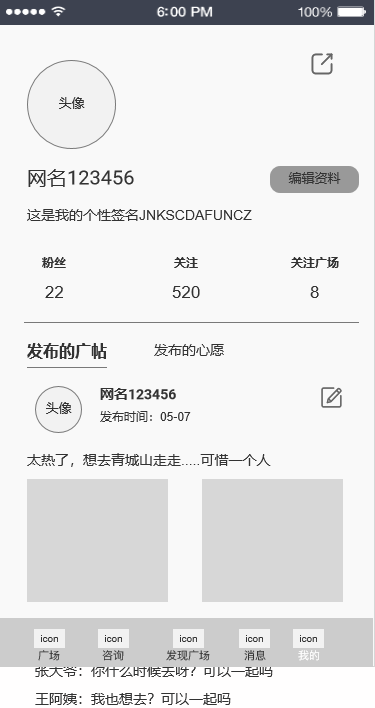 6:00 PM 100%
头像
网名123456 编辑资料
这是我的个性签名JNKSCDAFUNCZ
粉丝 关注 关注广场
22 520 8
发布的广帖 发布的心愿
头像 网名123456
发布时间：05-07
太热了，想去青城山走走.....可惜一个人
icon icon icon icon icon
广场 咨询 发现广场 消息 我的
张大爷：你什么时候去呀？可以一起吗
王阿姨：我也想去？可以一起吗